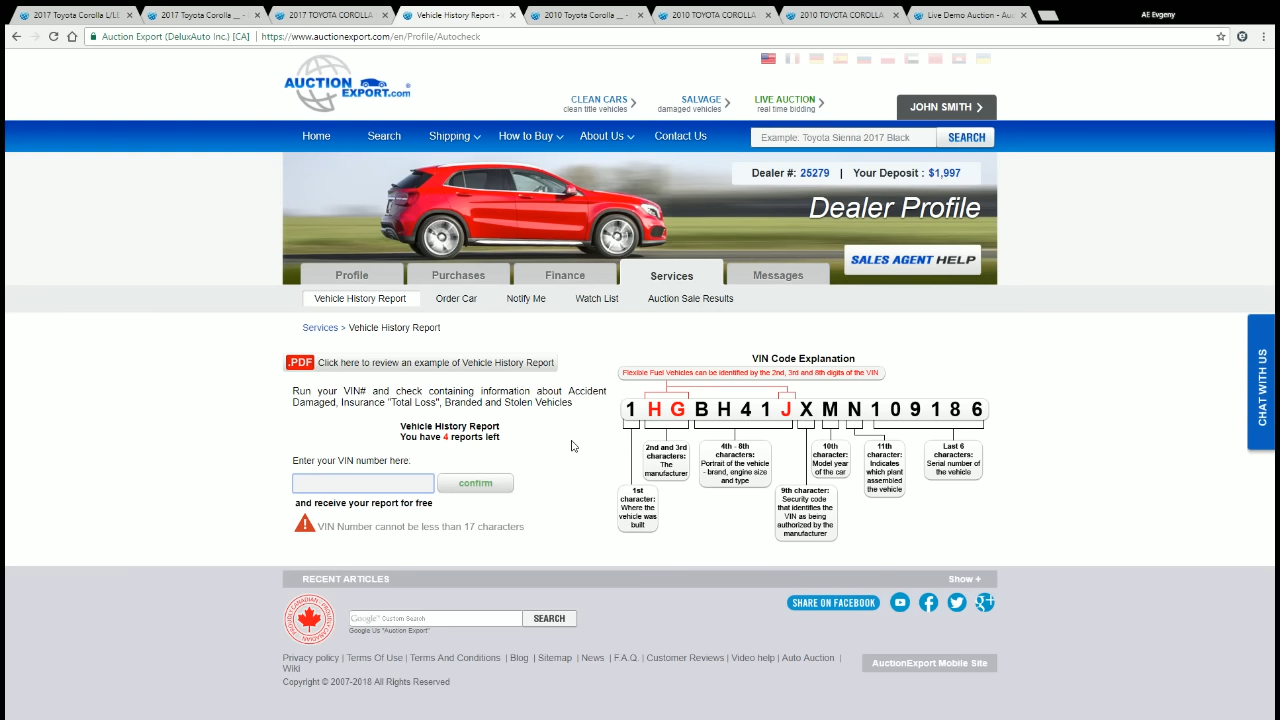 2017 Toyota Corolla L/LI
2017 Toyota Corolla __ -
2017 TOYOTA COROLLA
Vehicle History Report -
2010 Toyota Corolla __ -
2010 TOYOTA COROLLA
2010 TOYOTA COROLLA
Live Demo Auction - Auc
AE Evgeny
Auction Export (DeluxAuto Inc.) [CA]
https://www.auctionexport.com/en/Profile/Autocheck
AUCTION
EXPORT.com
CLEAN CARS
clean title vehicles
SALVAGE
damaged vehicles
LIVE AUCTION
real time bidding
JOHN SMITH
Home
Search
Shipping
How to Buy
About Us
Contact Us
Example: Toyota Sienna 2017 Black
SEARCH
Dealer #: 25279 | Your Deposit : $1,997
Dealer Profile
SALES AGENT HELP
Profile
Purchases
Finance
Services
Messages
Vehicle History Report
Order Car
Notify Me
Watch List
Auction Sale Results
Services > Vehicle History Report
.PDF Click here to review an example of Vehicle History Report
Run your VIN# and check containing information about Accident
Damaged, Insurance "Total Loss", Branded and Stolen Vehicles
Vehicle History Report
You have 4 reports left
Enter your VIN number here:
confirm
and receive your report for free
VIN Number cannot be less than 17 characters
VIN Code Explanation
Flexible Fuel Vehicles can be identified by the 2nd, 3rd and 8th digits of the VIN
1 H G B H 4 1 J X M N 1 0 9 1 8 6
2nd and 3rd
characters:
The
manufacturer
4th - 8th
characters:
Portrait of the vehicle
- brand, engine size
and type
10th
character:
Model year
of the car
11th
character:
Indicates
which plant
assembled
the vehicle
Last 6
characters:
Serial number of
the vehicle
1st
character:
Where the
vehicle was
built
9th character:
Security code
that identifies the
VIN as being
authorized by the
manufacturer
CHAT WITH US
RECENT ARTICLES
Show +
PROUDLY CANADIAN
Google™ Custom Search
SEARCH
Google Us "Auction Export"
SHARE ON FACEBOOK
Privacy policy | Terms Of Use | Terms And Conditions | Blog | Sitemap | News | F.A.Q. | Customer Reviews | Video help | Auto Auction |
Wiki
AuctionExport Mobile Site
Copyright © 2007-2018 All Rights Reserved